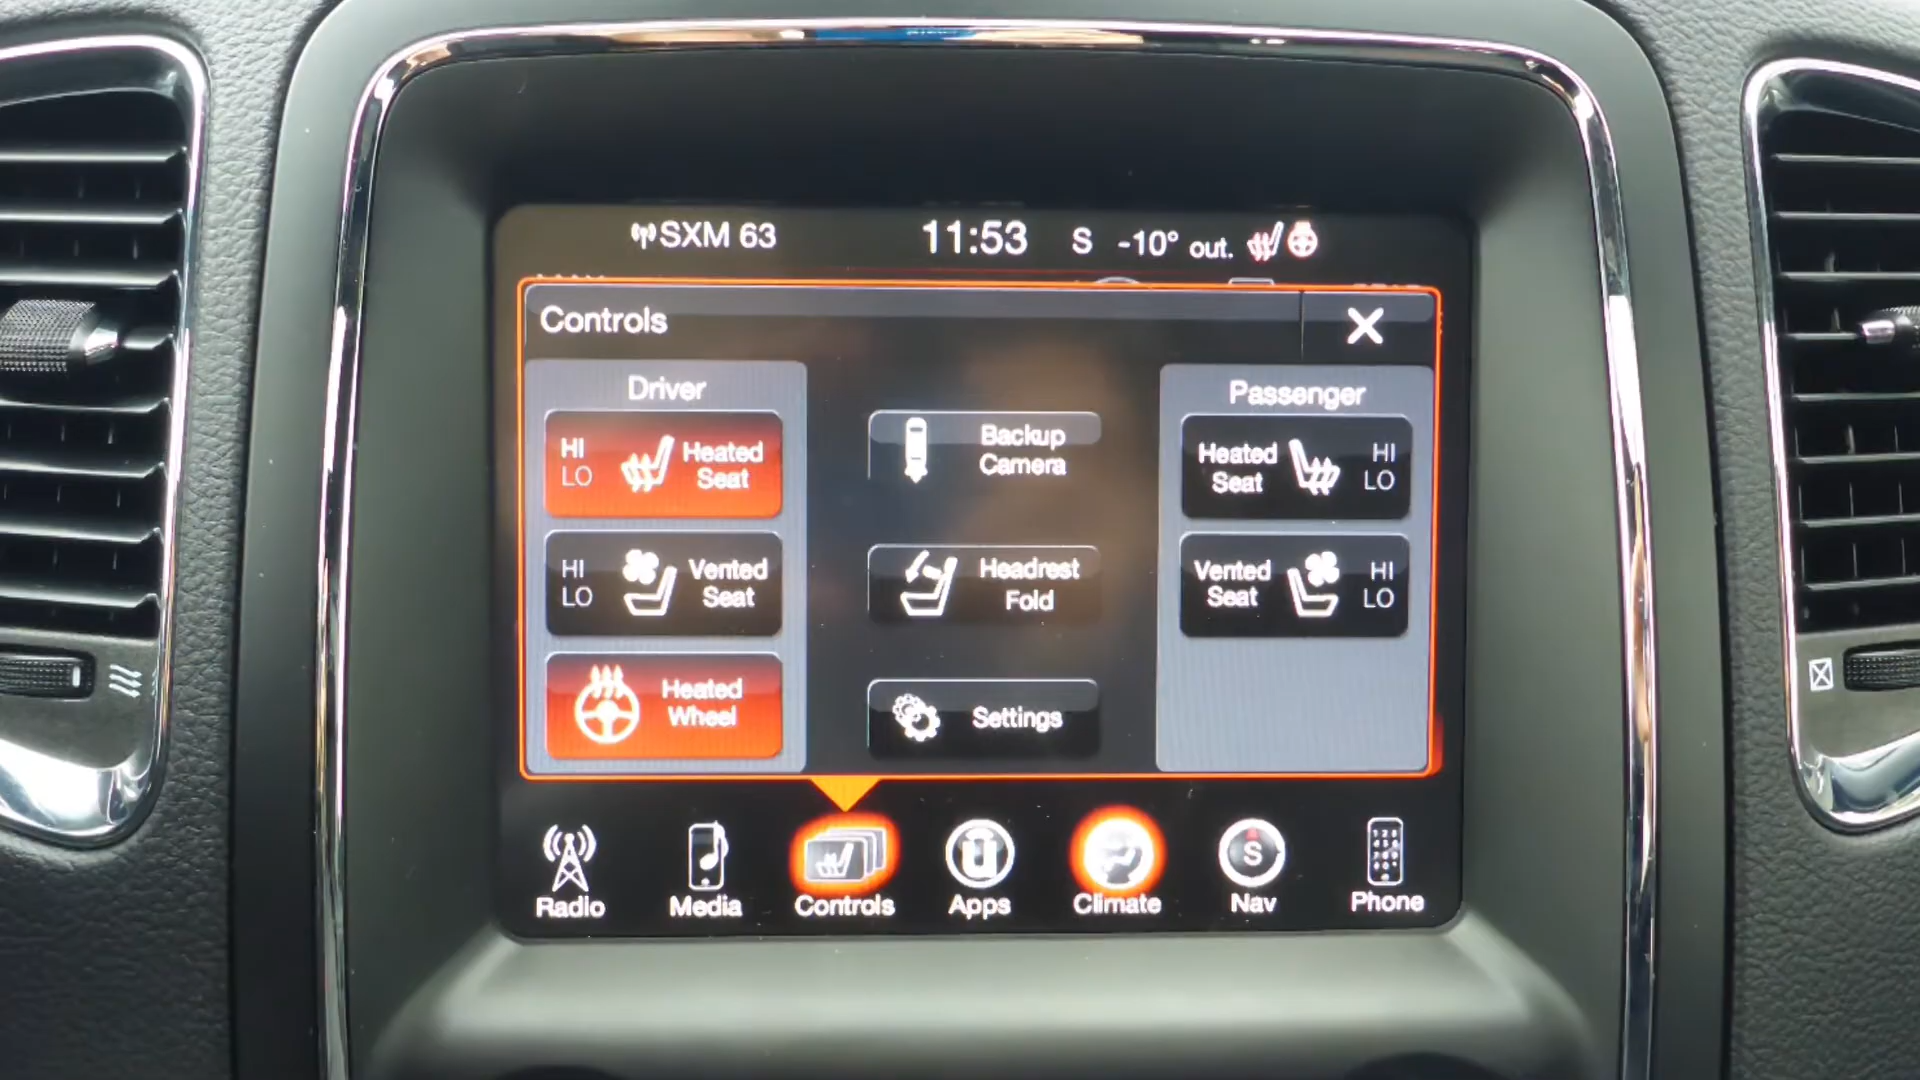 SXM 63 11:53 S -10° out.
Controls
Driver
HI
LO
Heated
Seat
HI
LO
Vented
Seat
Heated
Wheel
Backup
Camera
Headrest
Fold
Settings
Passenger
Heated
Seat
HI
LO
Vented
Seat
HI
LO
Radio
Media
Controls
Apps
Climate
S
Nav
Phone